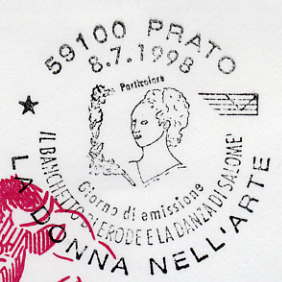 59100 PRATO
8.7.1998
Particolare
Giorno di emissione
IL BANCHETTO DI ERODE E LA DANZA DI SALOME'
LA DONNA NELL'ARTE